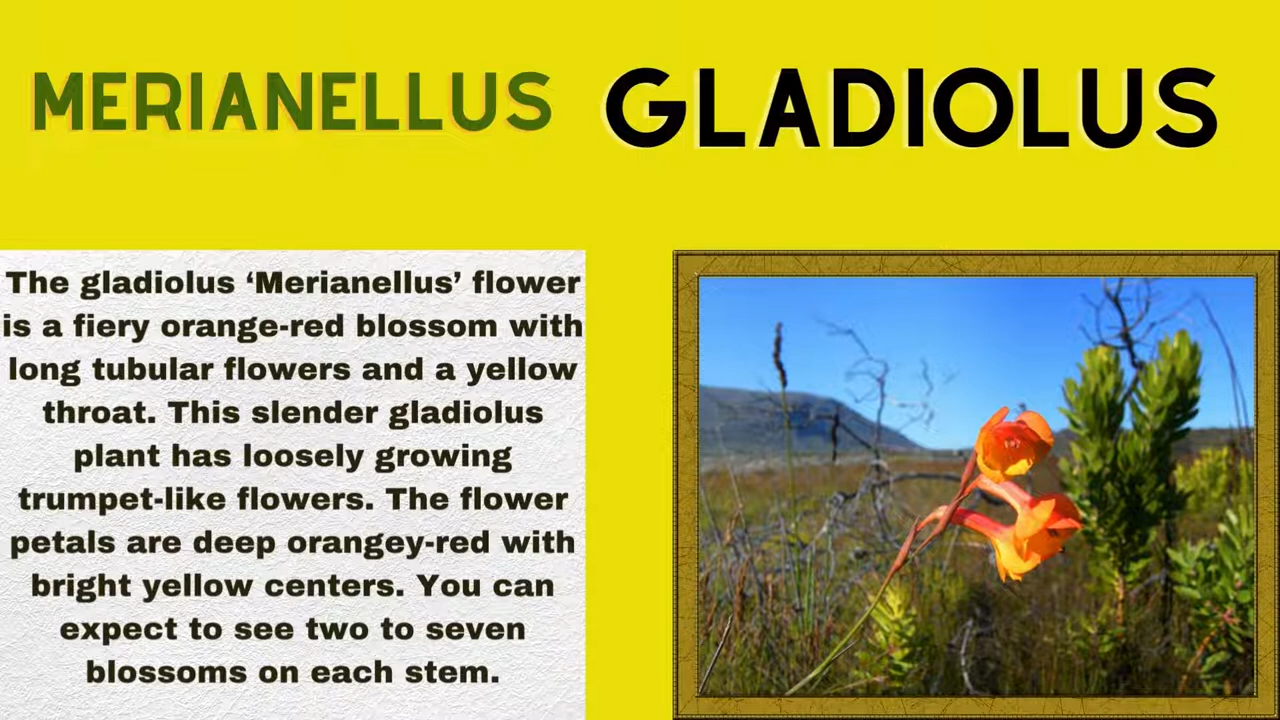 MERIANELLUS GLADIOLUS
The gladiolus ‘Merianellus’ flower
is a fiery orange-red blossom with
long tubular flowers and a yellow
throat. This slender gladiolus
plant has loosely growing
trumpet-like flowers. The flower
petals are deep orangey-red with
bright yellow centers. You can
expect to see two to seven
blossoms on each stem.